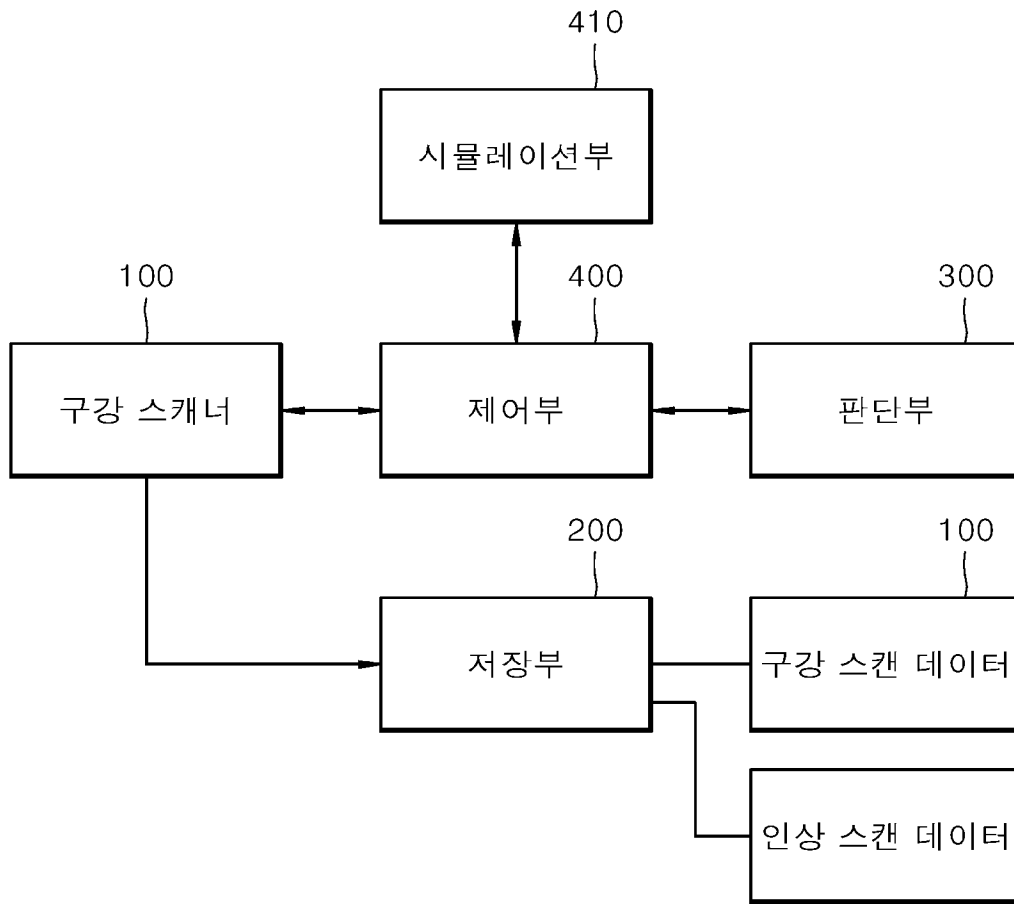 410
시뮬레이션부
100
400
300
구강 스캐너
제어부
판단부
200
100
저장부
구강 스캔 데이터
인상 스캔 데이터